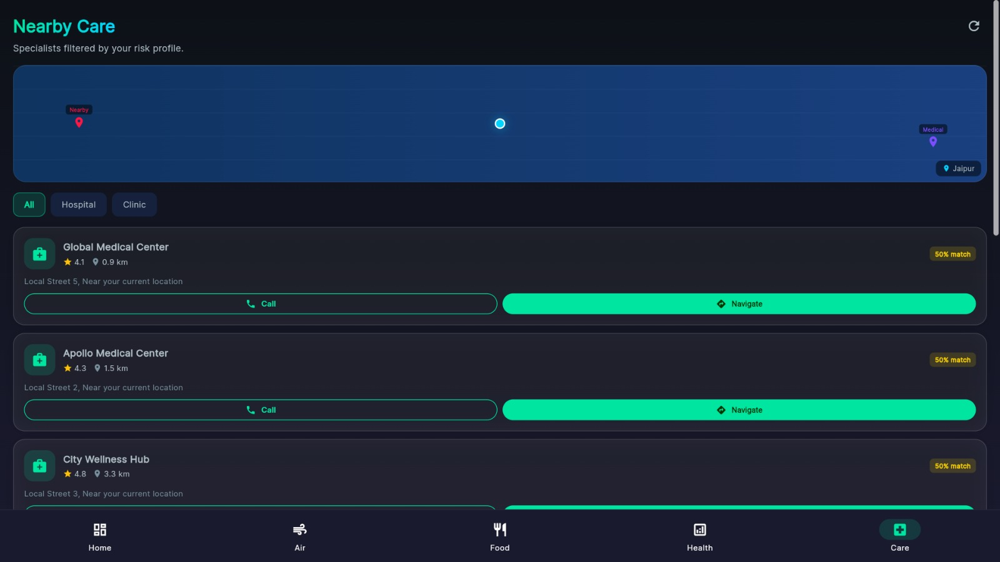 Nearby Care
Specialists filtered by your risk profile.
Nearby
Medical
Jaipur
All
Hospital
Clinic
Global Medical Center
4.1 0.9 km
50% match
Local Street 5, Near your current location
Call
Navigate
Apollo Medical Center
4.3 1.5 km
50% match
Local Street 2, Near your current location
Call
Navigate
City Wellness Hub
4.8 3.3 km
50% match
Local Street 3, Near your current location
Home
Air
Food
Health
Care